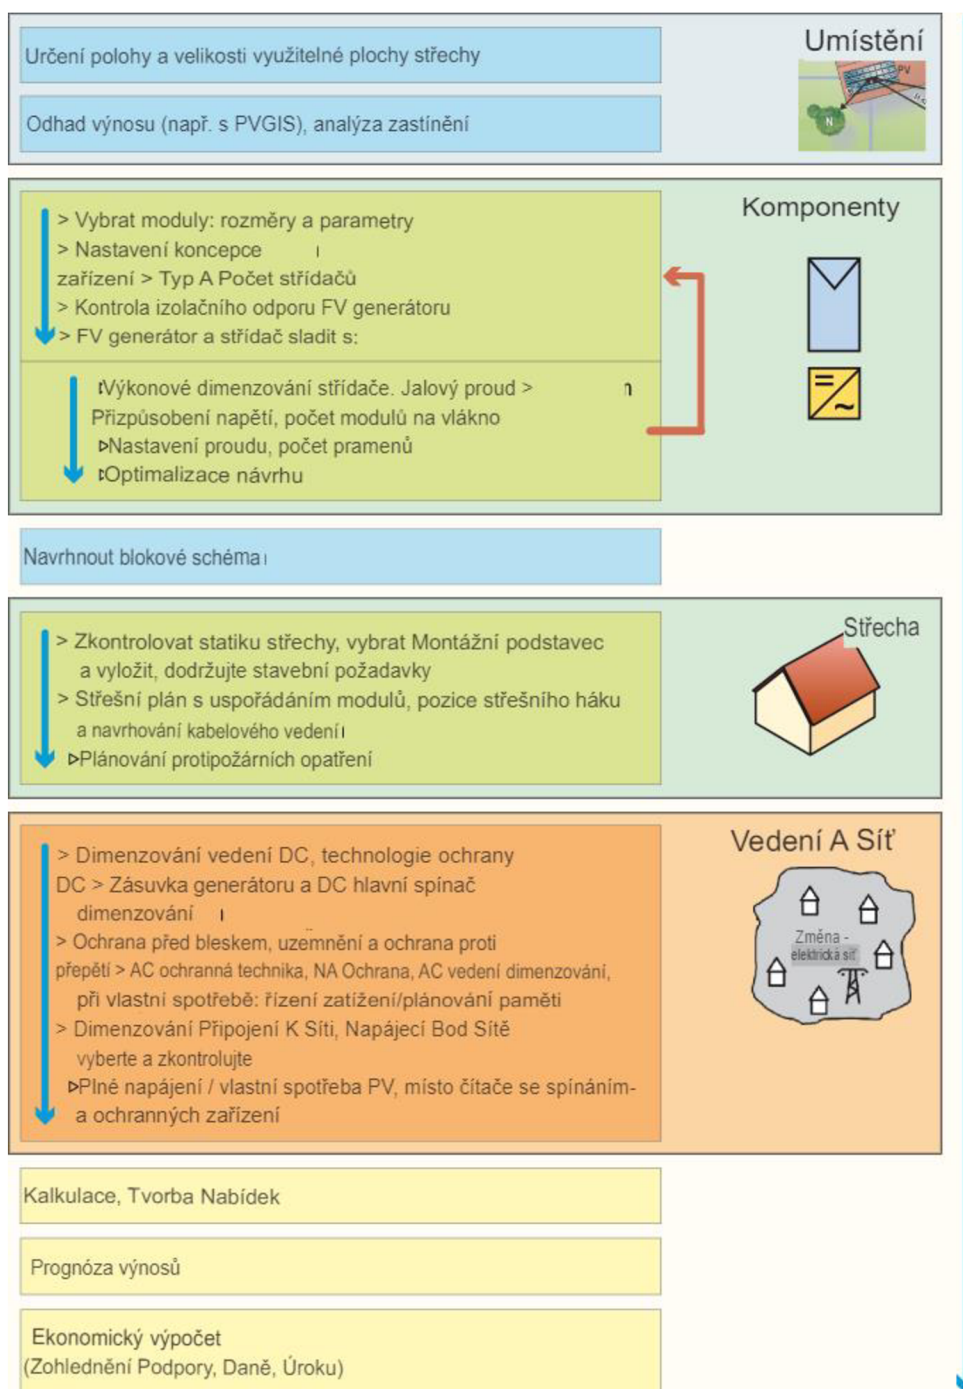 Určení polohy a velikosti využitelné plochy střechy
Umístění
PV
N
Odhad výnosu (např. s PVGIS), analýza zastínění
Komponenty
> Vybrat moduly: rozměry a parametry
> Nastavení koncepce
zařízení > Typ A Počet střídačů
> Kontrola izolačního odporu FV generátoru
> FV generátor a střídač sladit s:
Výkonové dimenzování střídače. Jalový proud >
Přizpůsobení napětí, počet modulů na vlákno
▹Nastavení proudu, počet pramenů
Optimalizace návrhu
Navrhnout blokové schéma
Střecha
> Zkontrolovat statiku střechy, vybrat Montážní podstavec
a vyložit, dodržujte stavební požadavky
> Střešní plán s uspořádáním modulů, pozice střešního háku
a navrhování kabelového vedení
▹Plánování protipožárních opatření
Vedení A Síť
> Dimenzování vedení DC, technologie ochrany
DC > Zásuvka generátoru a DC hlavní spínač
dimenzování
> Ochrana před bleskem, uzemnění a ochrana proti
přepětí > AC ochranná technika, NA Ochrana, AC vedení dimenzování,
při vlastní spotřebě: řízení zatížení/plánování paměti
> Dimenzování Připojení K Síti, Napájecí Bod Sítě
vyberte a zkontrolujte
▹Plné napájení / vlastní spotřeba PV, místo čítače se spínáním-
a ochranných zařízení
Změna -
elektrická síť
Kalkulace, Tvorba Nabídek
Prognóza výnosů
Ekonomický výpočet
(Zohlednění Podpory, Daně, Úroku)